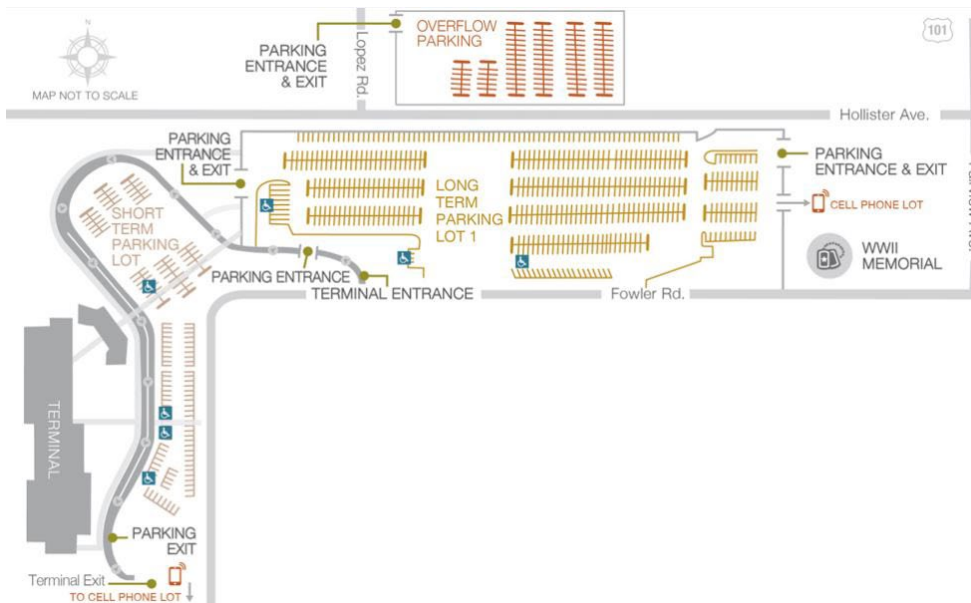 N
MAP NOT TO SCALE
PARKING
ENTRANCE
& EXIT
Lopez Rd.
OVERFLOW
PARKING
101
Hollister Ave.
PARKING
ENTRANCE
& EXIT
LONG
TERM
PARKING
LOT 1
PARKING
ENTRANCE & EXIT
CELL PHONE LOT
WWII
MEMORIAL
SHORT
TERM
PARKING
LOT
PARKING ENTRANCE
TERMINAL ENTRANCE
Fowler Rd.
TERMINAL
PARKING
EXIT
Terminal Exit
TO CELL PHONE LOT